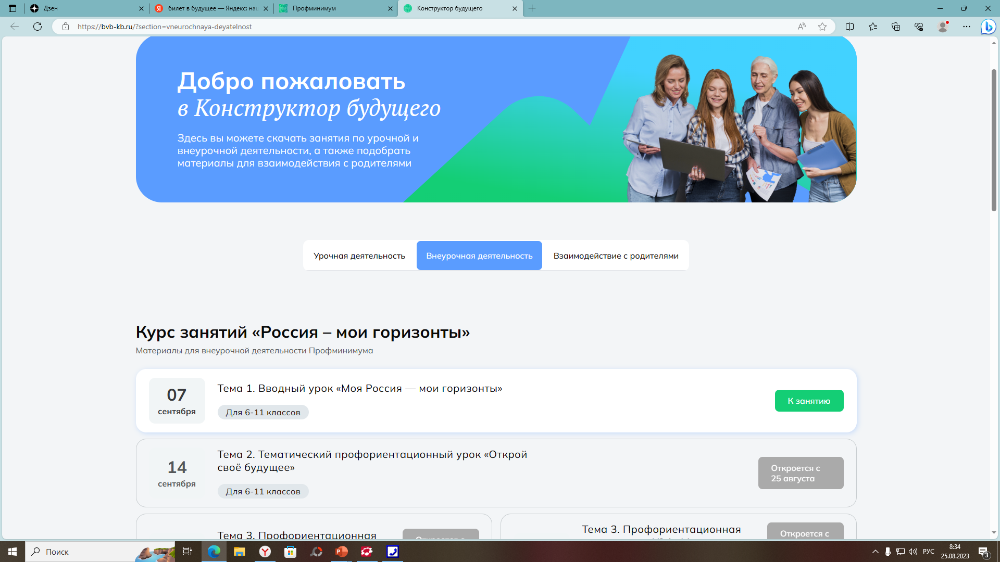 Дзен
билет в будущее — Яндекс: на
Профминимум
Конструктор будущего
https://bvb-kb.ru/?section=vneurochnaya-deyatelnost
Добро пожаловать
в Конструктор будущего
Здесь вы можете скачать занятия по урочной и
внеурочной деятельности, а также подобрать
материалы для взаимодействия с родителями
Урочная деятельность
Внеурочная деятельность
Взаимодействие с родителями
Курс занятий «Россия – мои горизонты»
Материалы для внеурочной деятельности Профминимума
07
сентября
Тема 1. Вводный урок «Моя Россия — мои горизонты»
Для 6-11 классов
К занятию
14
сентября
Тема 2. Тематический профориентационный урок «Открой
своё будущее»
Для 6-11 классов
Откроется с
25 августа
Тема 3. Профориентационная
Откроется с
Тема 3. Профориентационная
Откроется с
Поиск
РУС
8:34
25.08.2023
3